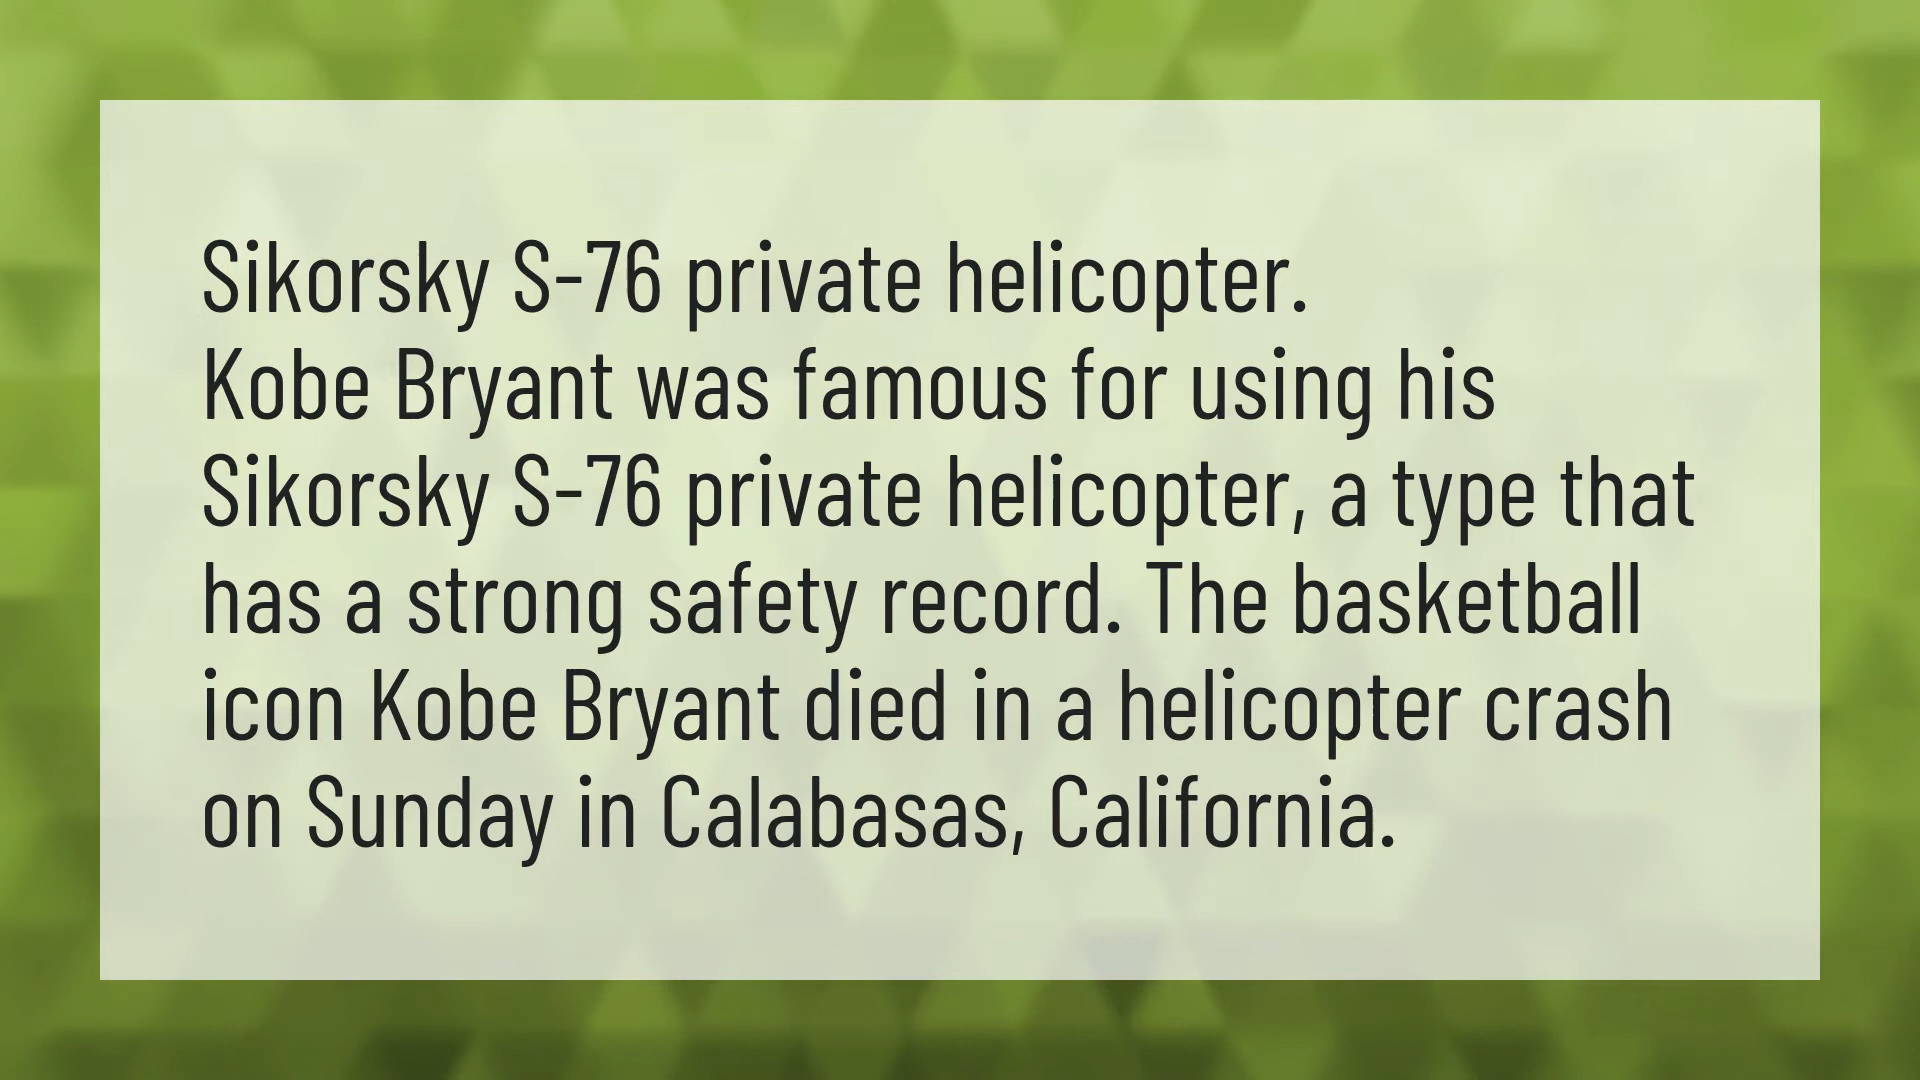 Sikorsky S-76 private helicopter.
Kobe Bryant was famous for using his
Sikorsky S-76 private helicopter, a type that
has a strong safety record. The basketball
icon Kobe Bryant died in a helicopter crash
on Sunday in Calabasas, California.